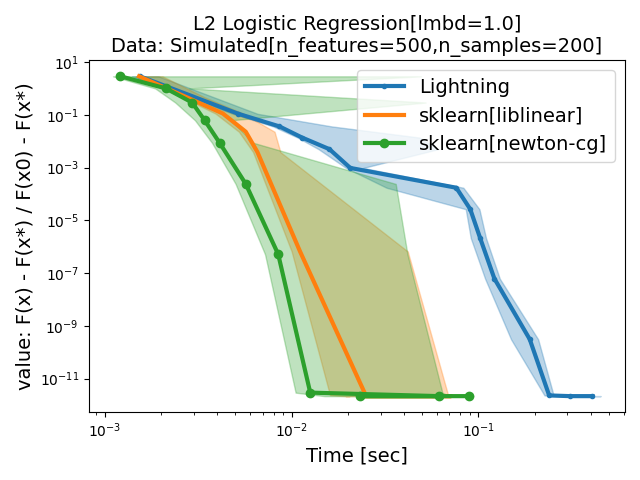 L2 Logistic Regression[lmbd=1.0]
Data: Simulated[n_features=500,n_samples=200]
value: F(x) - F(x*) / F(x0) - F(x*)
10¹
10⁻¹
10⁻³
10⁻⁵
10⁻⁷
10⁻⁹
10⁻¹¹
Lightning
sklearn[liblinear]
sklearn[newton-cg]
10⁻³ 10⁻² 10⁻¹
Time [sec]